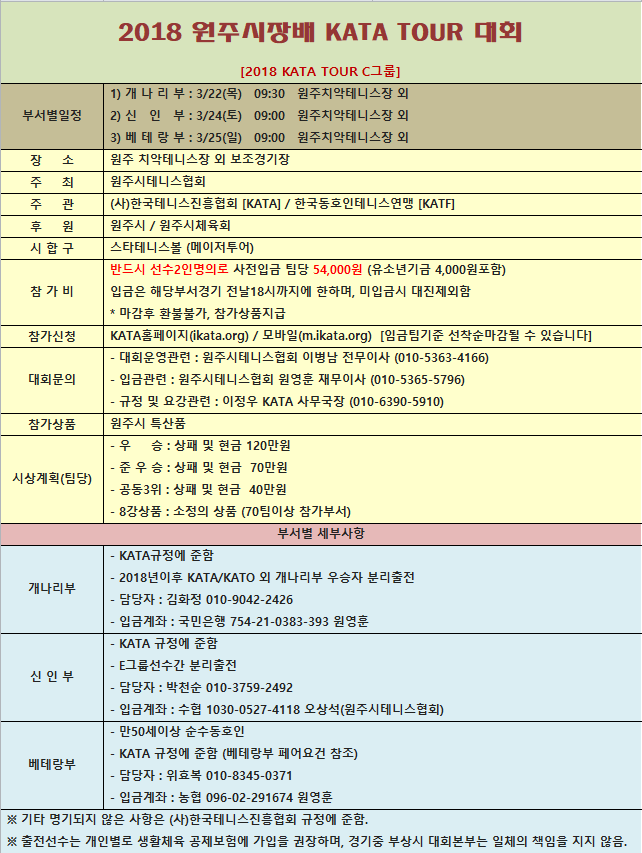 2018 원주시장배 KATA TOUR 대회
[2018 KATA TOUR C그룹]
부서별일정
1) 개 나 리 부 : 3/22(목) 09:30 원주치악테니스장 외
2) 신 인 부 : 3/24(토) 09:00 원주치악테니스장 외
3) 베 테 랑 부 : 3/25(일) 09:00 원주치악테니스장 외
장 소 원주 치악테니스장 외 보조경기장
주 최 원주시테니스협회
주 관 (사)한국테니스진흥협회 [KATA] / 한국동호인테니스연맹 [KATF]
후 원 원주시 / 원주시체육회
시 합 구 스타테니스볼 (메이저투어)
참 가 비
반드시 선수2인명의로 사전입금 팀당 54,000원 (유소년기금 4,000원포함)
입금은 해당부서경기 전날18시까지에 한하며, 미입금시 대진제외함
* 마감후 환불불가, 참가상품지급
참가신청 KATA홈페이지(ikata.org) / 모바일(m.ikata.org) [입금팀기준 선착순마감될 수 있습니다]
대회문의
- 대회운영관련 : 원주시테니스협회 이병남 전무이사 (010-5363-4166)
- 입금관련 : 원주시테니스협회 원영훈 재무이사 (010-5365-5796)
- 규정 및 요강관련 : 이정우 KATA 사무국장 (010-6390-5910)
참가상품 원주시 특산품
시상계획(팀당)
- 우 승 : 상패 및 현금 120만원
- 준 우 승 : 상패 및 현금 70만원
- 공동3위 : 상패 및 현금 40만원
- 8강상품 : 소정의 상품 (70팀이상 참가부서)
부서별 세부사항
개나리부
- KATA규정에 준함
- 2018년이후 KATA/KATO 외 개나리부 우승자 분리출전
- 담당자 : 김화정 010-9042-2426
- 입금계좌 : 국민은행 754-21-0383-393 원영훈
신 인 부
- KATA 규정에 준함
- E그룹선수간 분리출전
- 담당자 : 박천순 010-3759-2492
- 입금계좌 : 수협 1030-0527-4118 오상석(원주시테니스협회)
베테랑부
- 만50세이상 순수동호인
- KATA 규정에 준함 (베테랑부 페어요건 참조)
- 담당자 : 위효복 010-8345-0371
- 입금계좌 : 농협 096-02-291674 원영훈
※ 기타 명기되지 않은 사항은 (사)한국테니스진흥협회 규정에 준함.
※ 출전선수는 개인별로 생활체육 공제보험에 가입을 권장하며, 경기중 부상시 대회본부는 일체의 책임을 지지 않음.